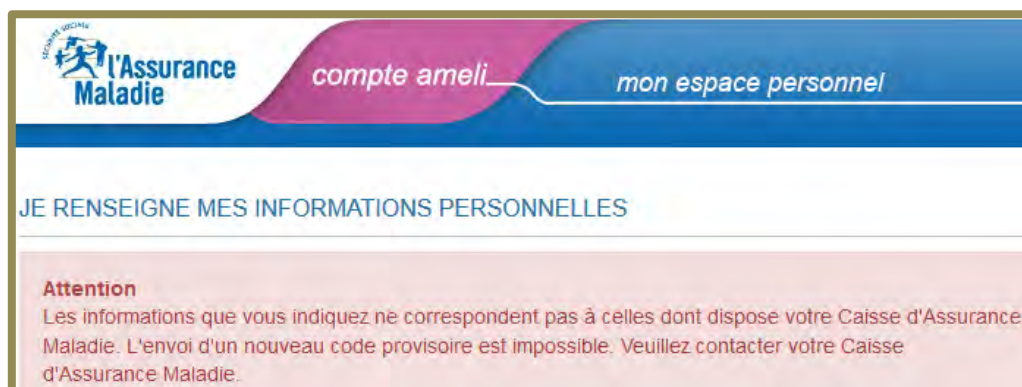 SÉCURITÉ SOCIALE
l'Assurance
Maladie
compte ameli
mon espace personnel
JE RENSEIGNE MES INFORMATIONS PERSONNELLES
Attention
Les informations que vous indiquez ne correspondent pas à celles dont dispose votre Caisse d'Assurance
Maladie. L'envoi d'un nouveau code provisoire est impossible. Veuillez contacter votre Caisse
d'Assurance Maladie.